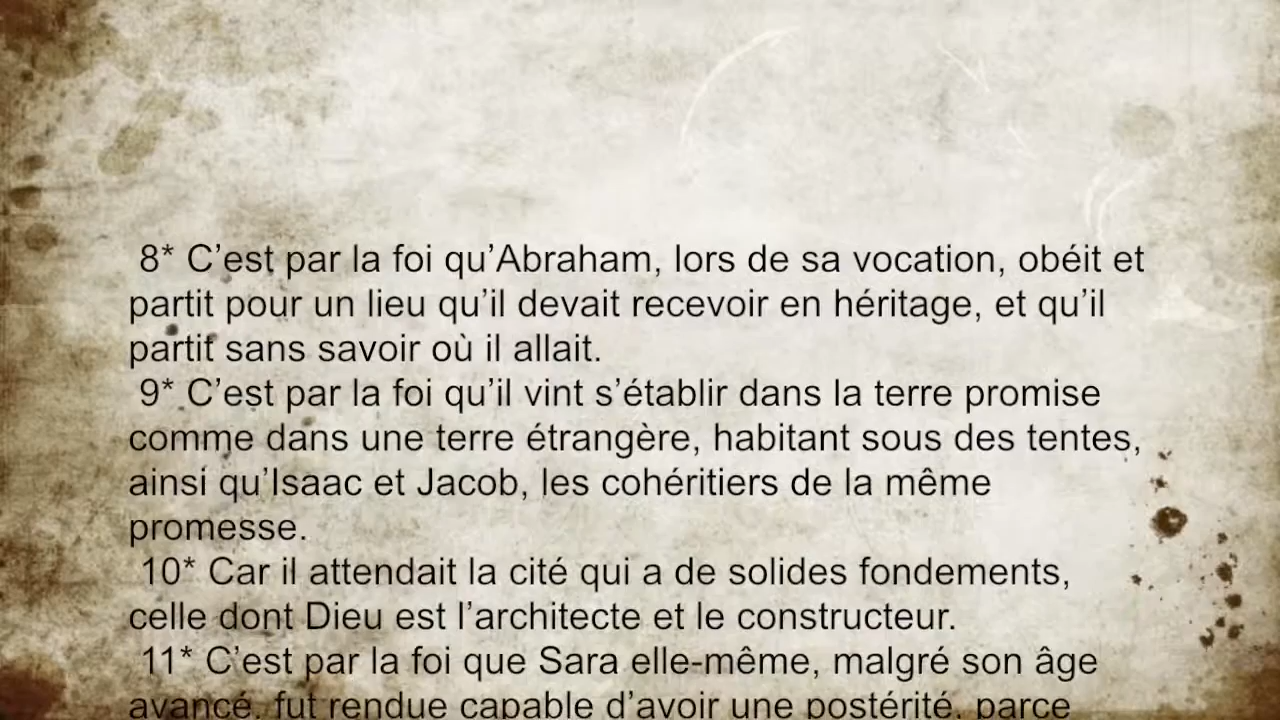 8* C’est par la foi qu’Abraham, lors de sa vocation, obéit et
partit pour un lieu qu’il devait recevoir en héritage, et qu’il
partit sans savoir où il allait.
9* C’est par la foi qu’il vint s’établir dans la terre promise
comme dans une terre étrangère, habitant sous des tentes,
ainsi qu’Isaac et Jacob, les cohéritiers de la même
promesse.
10* Car il attendait la cité qui a de solides fondements,
celle dont Dieu est l’architecte et le constructeur.
11* C’est par la foi que Sara elle-même, malgré son âge
avancé, fut rendue capable d’avoir une postérité, parce